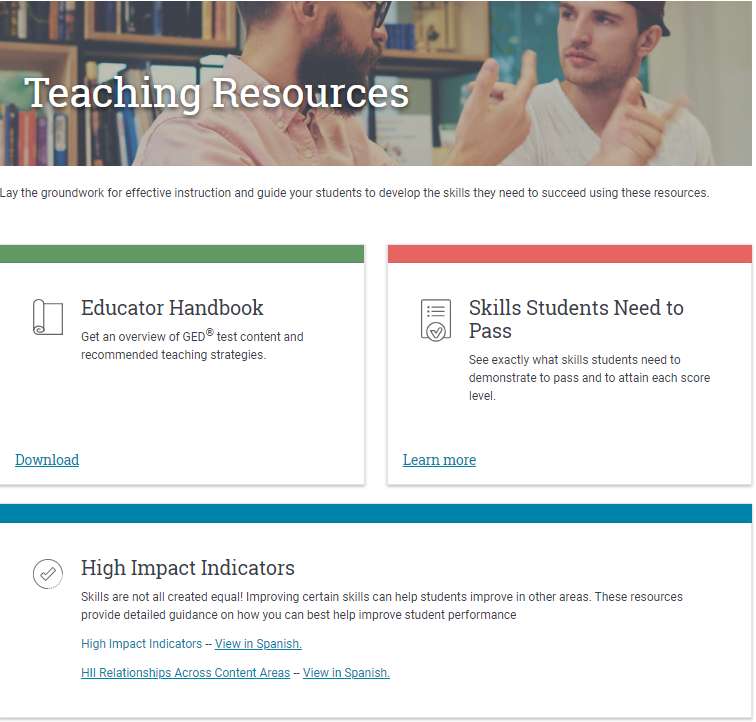 Teaching Resources
Lay the groundwork for effective instruction and guide your students to develop the skills they need to succeed using these resources.
Educator Handbook
Get an overview of GED® test content and
recommended teaching strategies.
Download
Skills Students Need to
Pass
See exactly what skills students need to
demonstrate to pass and to attain each score
level.
Learn more
High Impact Indicators
Skills are not all created equal! Improving certain skills can help students improve in other areas. These resources
provide detailed guidance on how you can best help improve student performance
High Impact Indicators -- View in Spanish.
HII Relationships Across Content Areas -- View in Spanish.